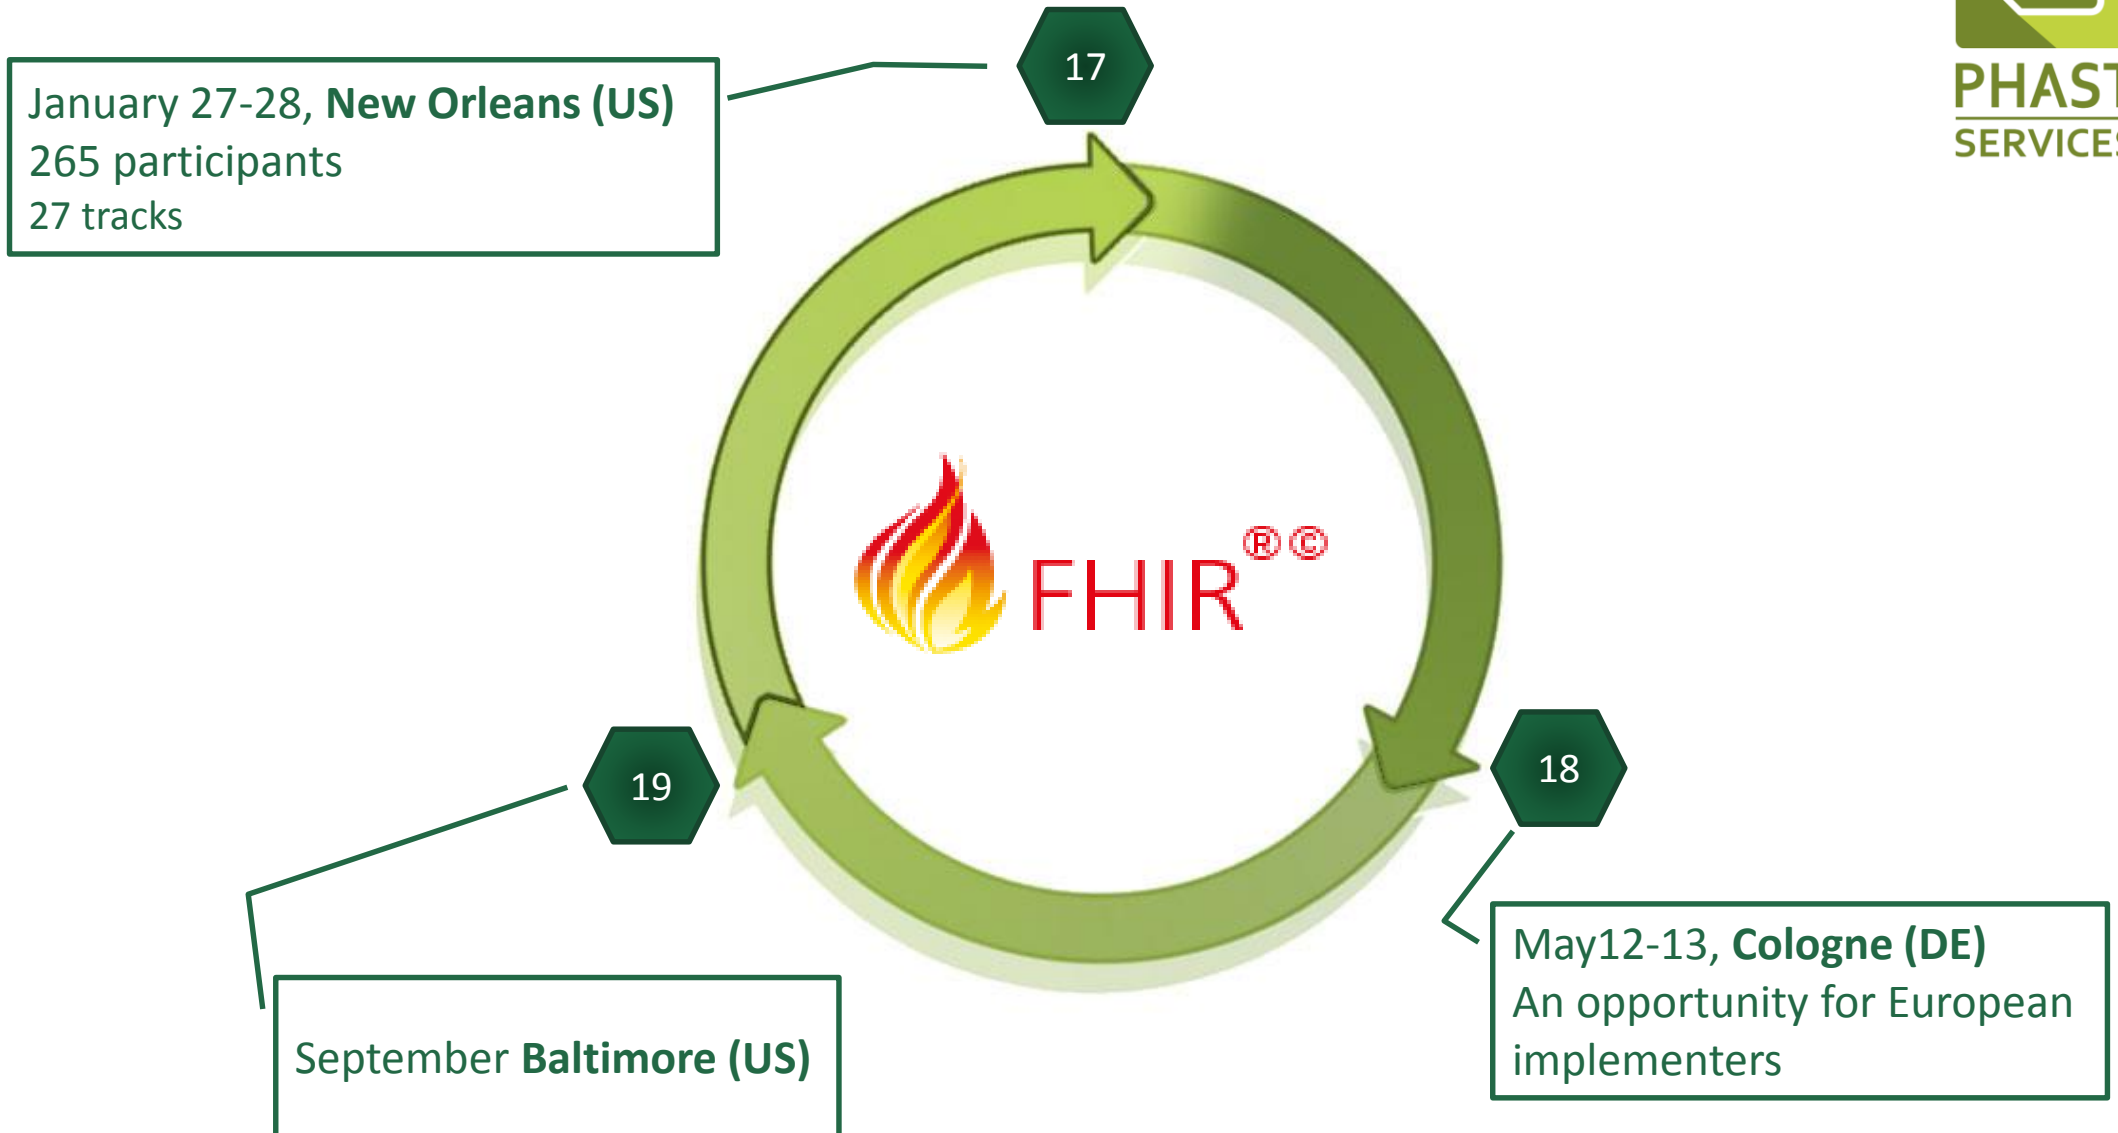 17
January 27-28, New Orleans (US)
265 participants
27 tracks
PHAST
SERVICES
FHIR®©
19
18
May12-13, Cologne (DE)
An opportunity for European
implementers
September Baltimore (US)